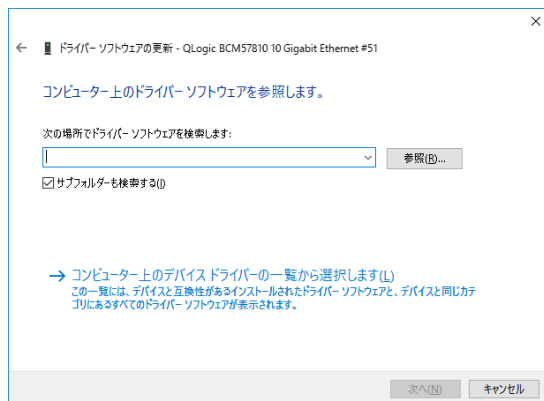 ドライバー ソフトウェアの更新 - QLogic BCM57810 10 Gigabit Ethernet #51
コンピューター上のドライバー ソフトウェアを参照します。
次の場所でドライバー ソフトウェアを検索します:
参照(R)...
サブフォルダーも検索する(I)
コンピューター上のデバイス ドライバーの一覧から選択します(L)
この一覧には、デバイスと互換性があるインストールされたドライバー ソフトウェアと、デバイスと同じカテ
ゴリにあるすべてのドライバー ソフトウェアが表示されます。
次へ(N)
キャンセル